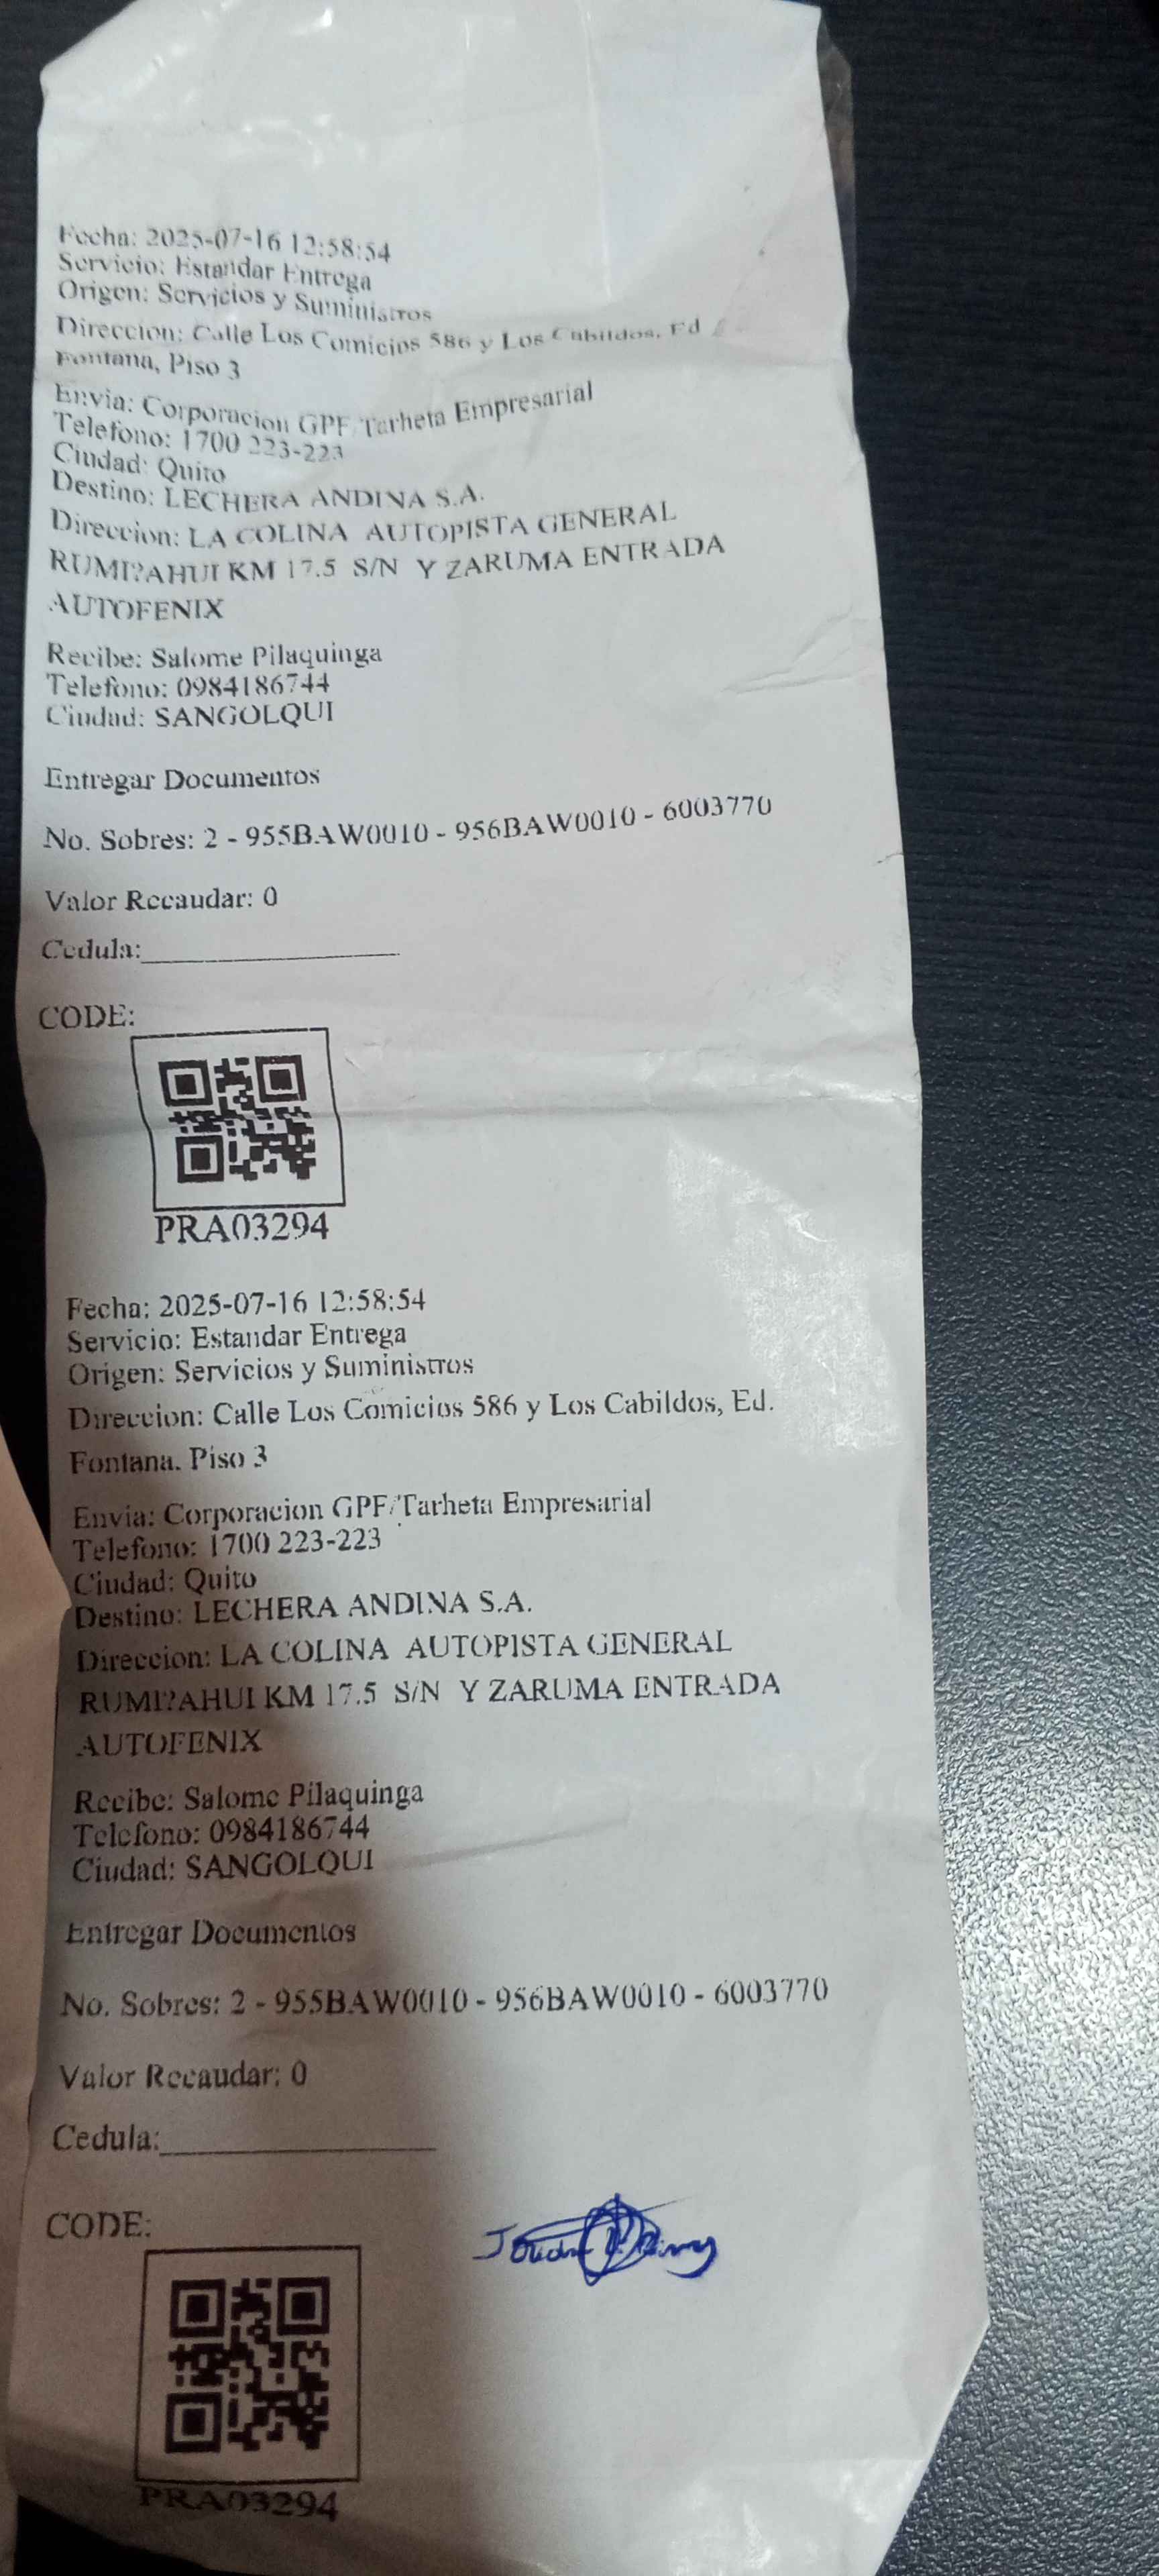 Fecha: 2025-07-16 12:58:54
Servicio: Estandar Entrega
Origen: Servicios y Suministros
Direccion: Calle Los Comicios 586 y Los Cabildos, Ed
Fontana, Piso 3
Envia: Corporacion GPF/Tarheta Empresarial
Telefono: 1700 223-223
Ciudad: Quito
Destino: LECHERA ANDINA S.A.
Direccion: LA COLINA AUTOPISTA GENERAL
RUMI?AHUI KM 17.5 S/N Y ZARUMA ENTRADA
AUTOFENIX
Recibe: Salome Pilaquinga
Telefono: 0984186744
Ciudad: SANGOLQUI
Entregar Documentos
No. Sobres: 2 - 955BAW0010 - 956BAW0010 - 6003770
Valor Recaudar: 0
Cedula:
CODE:
PRA03294
Fecha: 2025-07-16 12:58:54
Servicio: Estandar Entrega
Origen: Servicios y Suministros
Direccion: Calle Los Comicios 586 y Los Cabildos, Ed.
Fontana. Piso 3
Envia: Corporacion GPF/Tarheta Empresarial
Telefono: 1700 223-223
Ciudad: Quito
Destino: LECHERA ANDINA S.A.
Direccion: LA COLINA AUTOPISTA GENERAL
RUMI?AHUI KM 17.5 S/N Y ZARUMA ENTRADA
AUTOFENIX
Recibe: Salome Pilaquinga
Telefono: 0984186744
Ciudad: SANGOLQUI
Entregar Documentos
No. Sobres: 2 - 955BAW0010 - 956BAW0010 - 6003770
Valor Recaudar: 0
Cedula:
CODE:
PRA03294